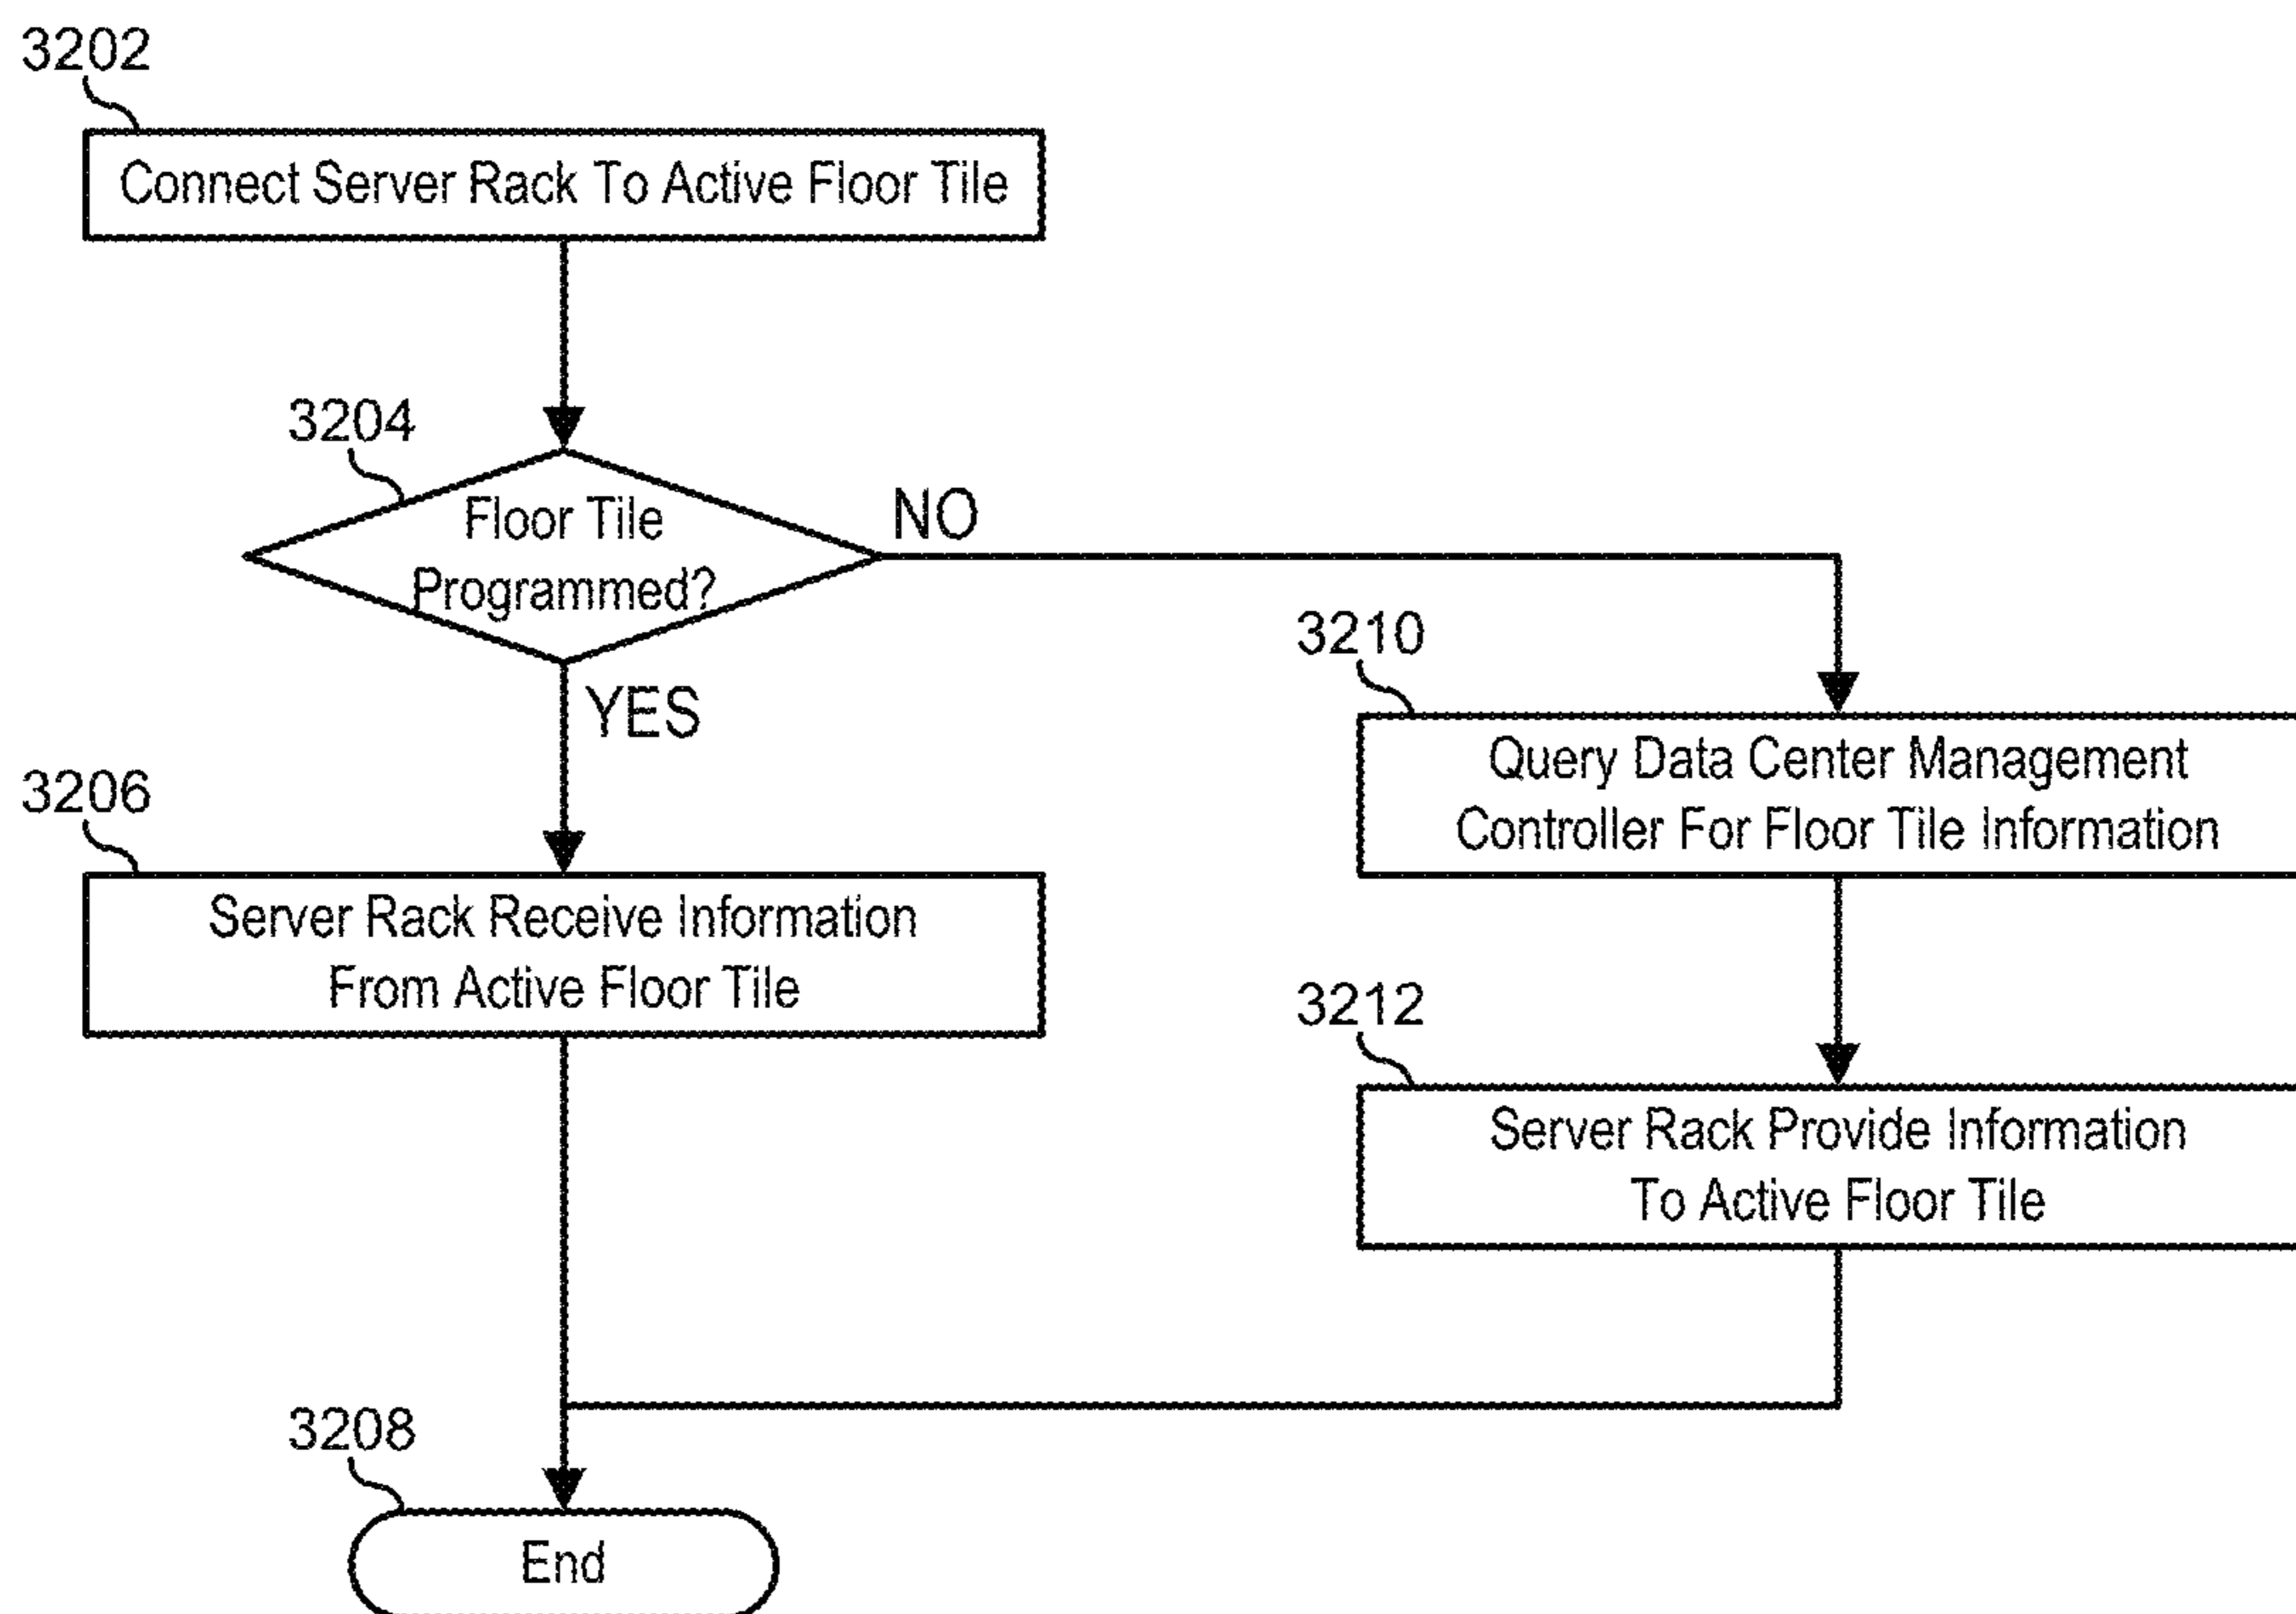 3202
Connect Server Rack To Active Floor Tile
3204
Floor Tile
Programmed?
NO
YES
3206
Server Rack Receive Information
From Active Floor Tile
3210
Query Data Center Management
Controller For Floor Tile Information
3212
Server Rack Provide Information
To Active Floor Tile
3208
End